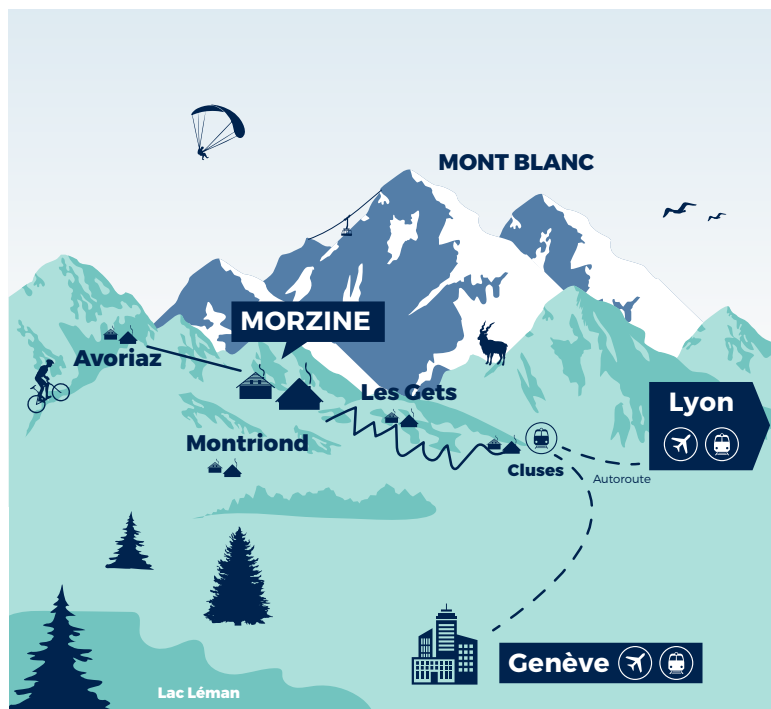 MONT BLANC
MORZINE
Avoriaz
Les Gets
Lyon
Montriond
Cluses
Autoroute
Genève
Lac Léman